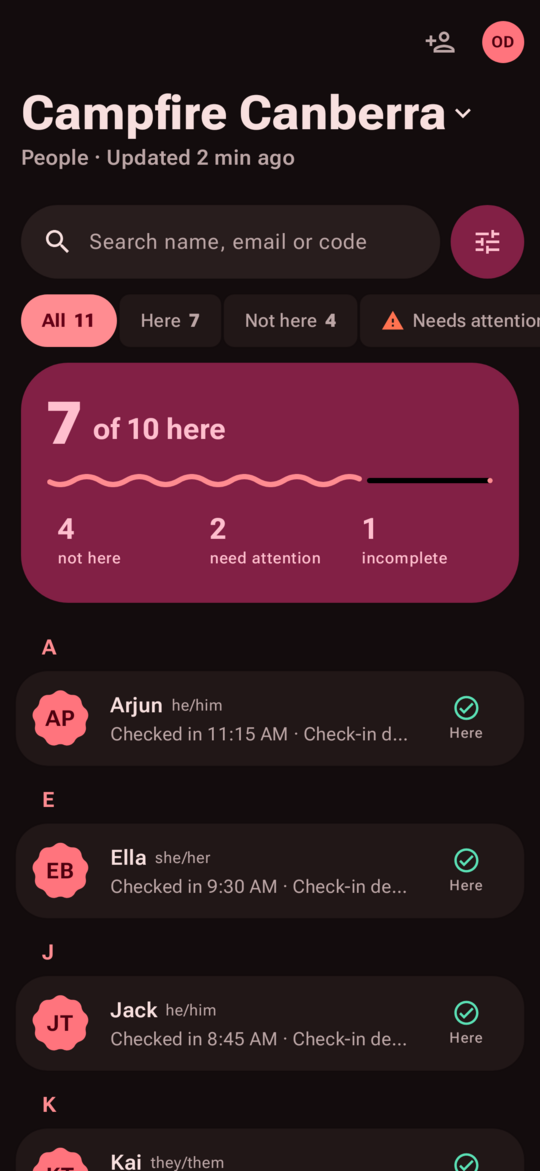 OD
Campfire Canberra
People · Updated 2 min ago
Search name, email or code
All 11 Here 7 Not here 4 Needs attention
7 of 10 here
4 2 1
not here need attention incomplete
A
AP Arjun he/him
Checked in 11:15 AM · Check-in d...
Here
E
EB Ella she/her
Checked in 9:30 AM · Check-in de...
Here
J
JT Jack he/him
Checked in 8:45 AM · Check-in de...
Here
K
Kai they/them